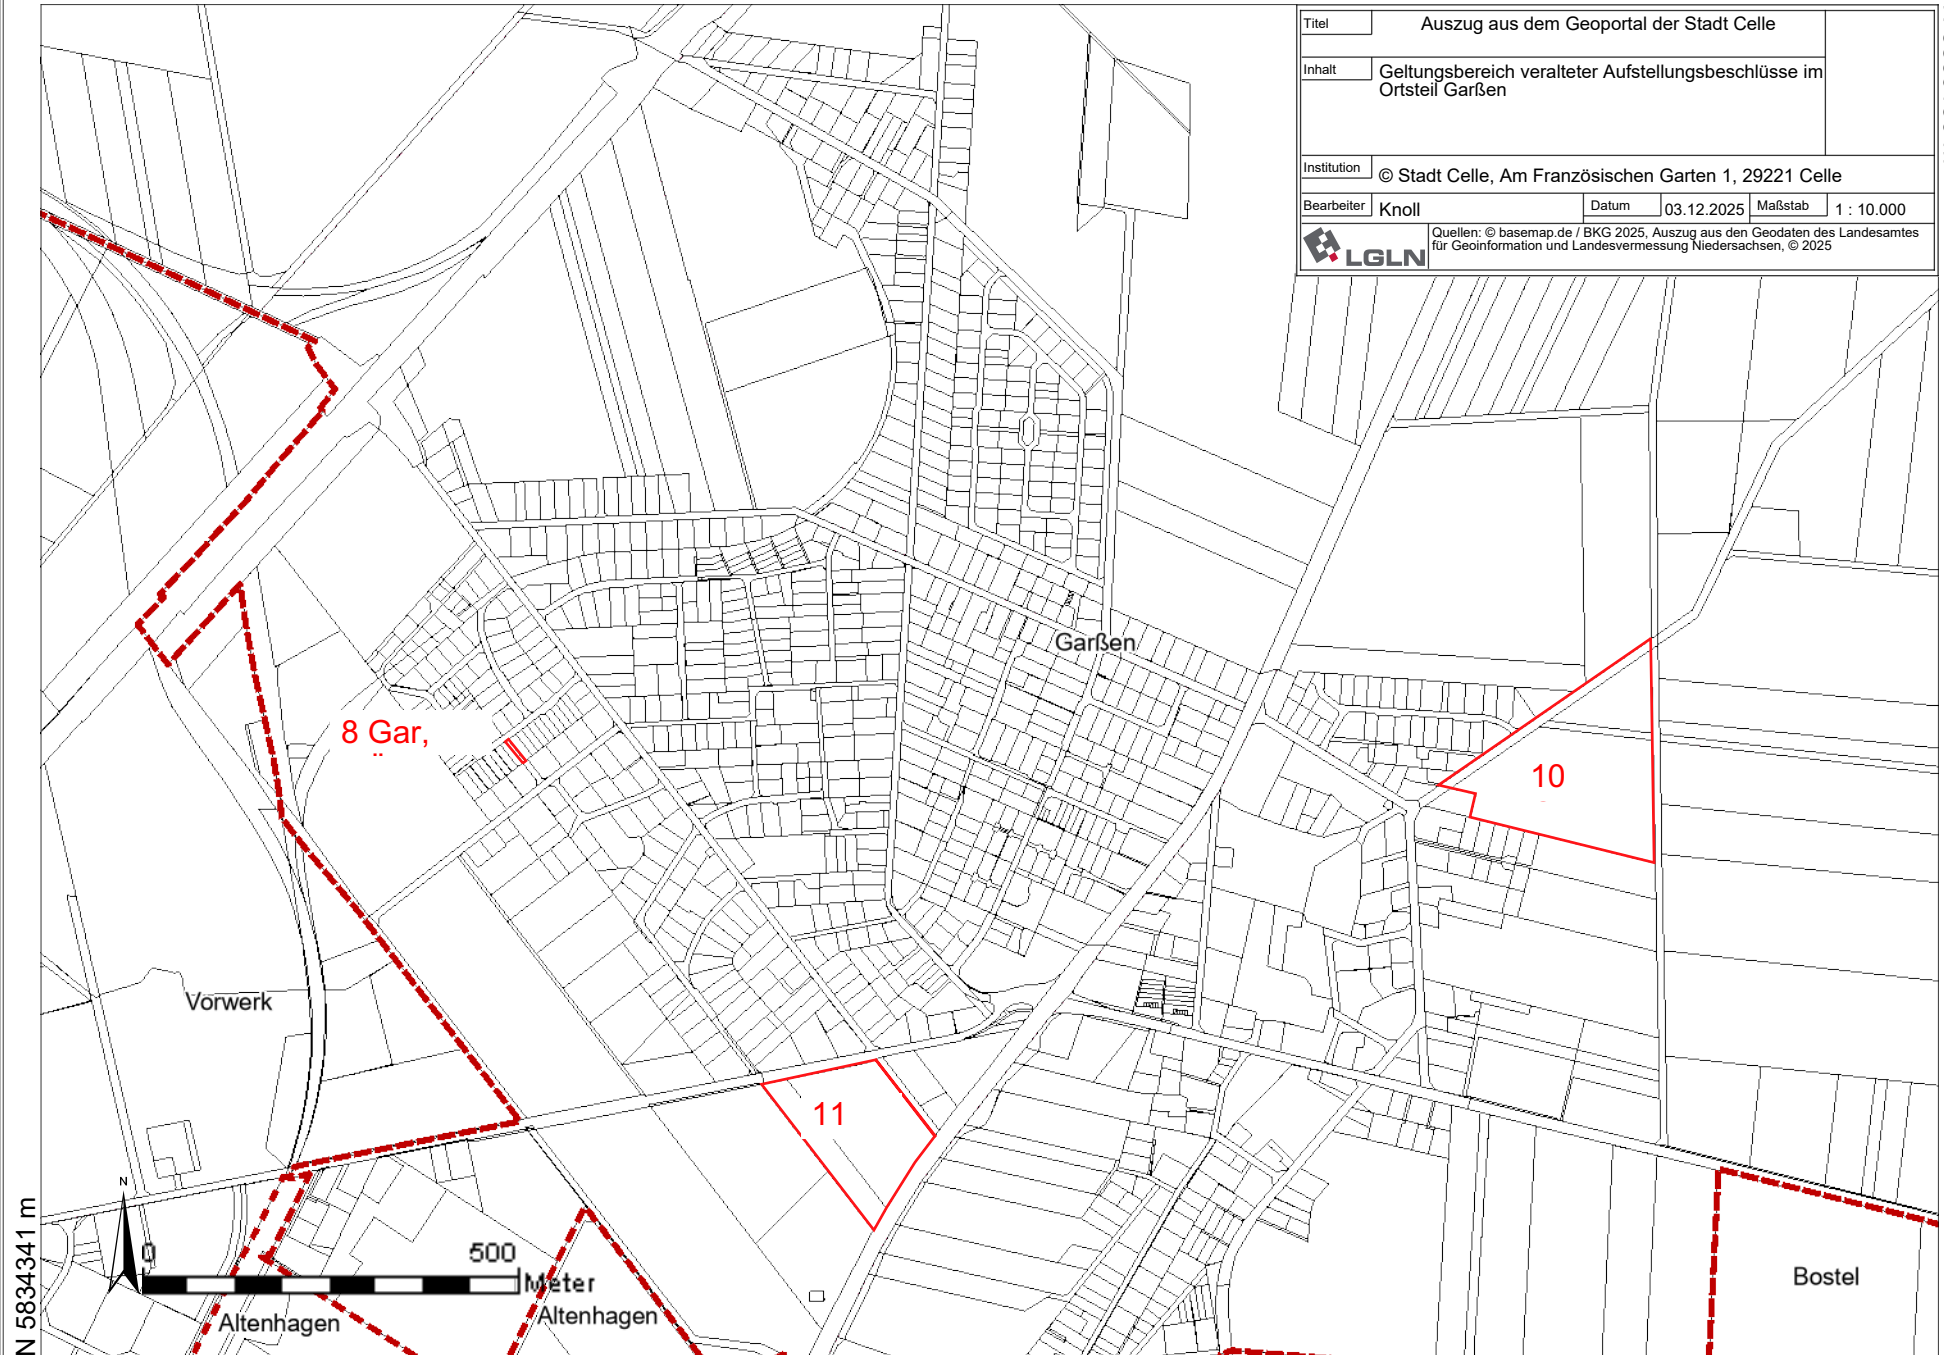 Titel
Auszug aus dem Geoportal der Stadt Celle
Inhalt
Geltungsbereich veralteter Aufstellungsbeschlüsse im
Ortsteil Garßen
Institution
© Stadt Celle, Am Französischen Garten 1, 29221 Celle
Bearbeiter
Knoll
Datum
03.12.2025
Maßstab
1 : 10.000
LGLN
Quellen: © basemap.de / BKG 2025, Auszug aus den Geodaten des Landesamtes
für Geoinformation und Landesvermessung Niedersachsen, © 2025
Garßen
8 Gar,
10
Vorwerk
11
N
0
500
Meter
Altenhagen
Altenhagen
Bostel
N 5834341 m